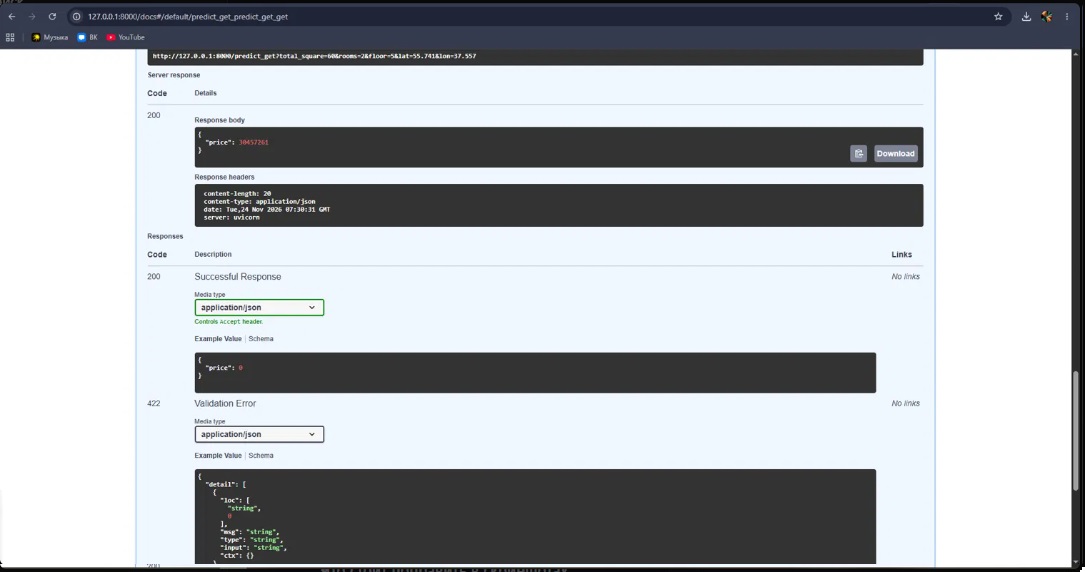 127.0.0.1:8000/docs#/default/predict_get_predict_get_get
Музыка ВК YouTube
http://127.0.0.1:8000/predict_get?total_square=60&rooms=2&floor=5&lat=55.741&lon=37.557
Server response
Code Details
200
Response body
{
"price": 30457261
}
Download
Response headers
content-length: 20
content-type: application/json
date: Tue,24 Nov 2026 07:30:31 GMT
server: uvicorn
Responses
Code Description Links
200 Successful Response No links
Media type
application/json
Controls Accept header.
Example Value | Schema
{
"price": 0
}
422 Validation Error No links
Media type
application/json
Example Value | Schema
{
"detail": [
{
"loc": [
"string",
0
],
"msg": "string",
"type": "string",
"input": "string",
"ctx": {}